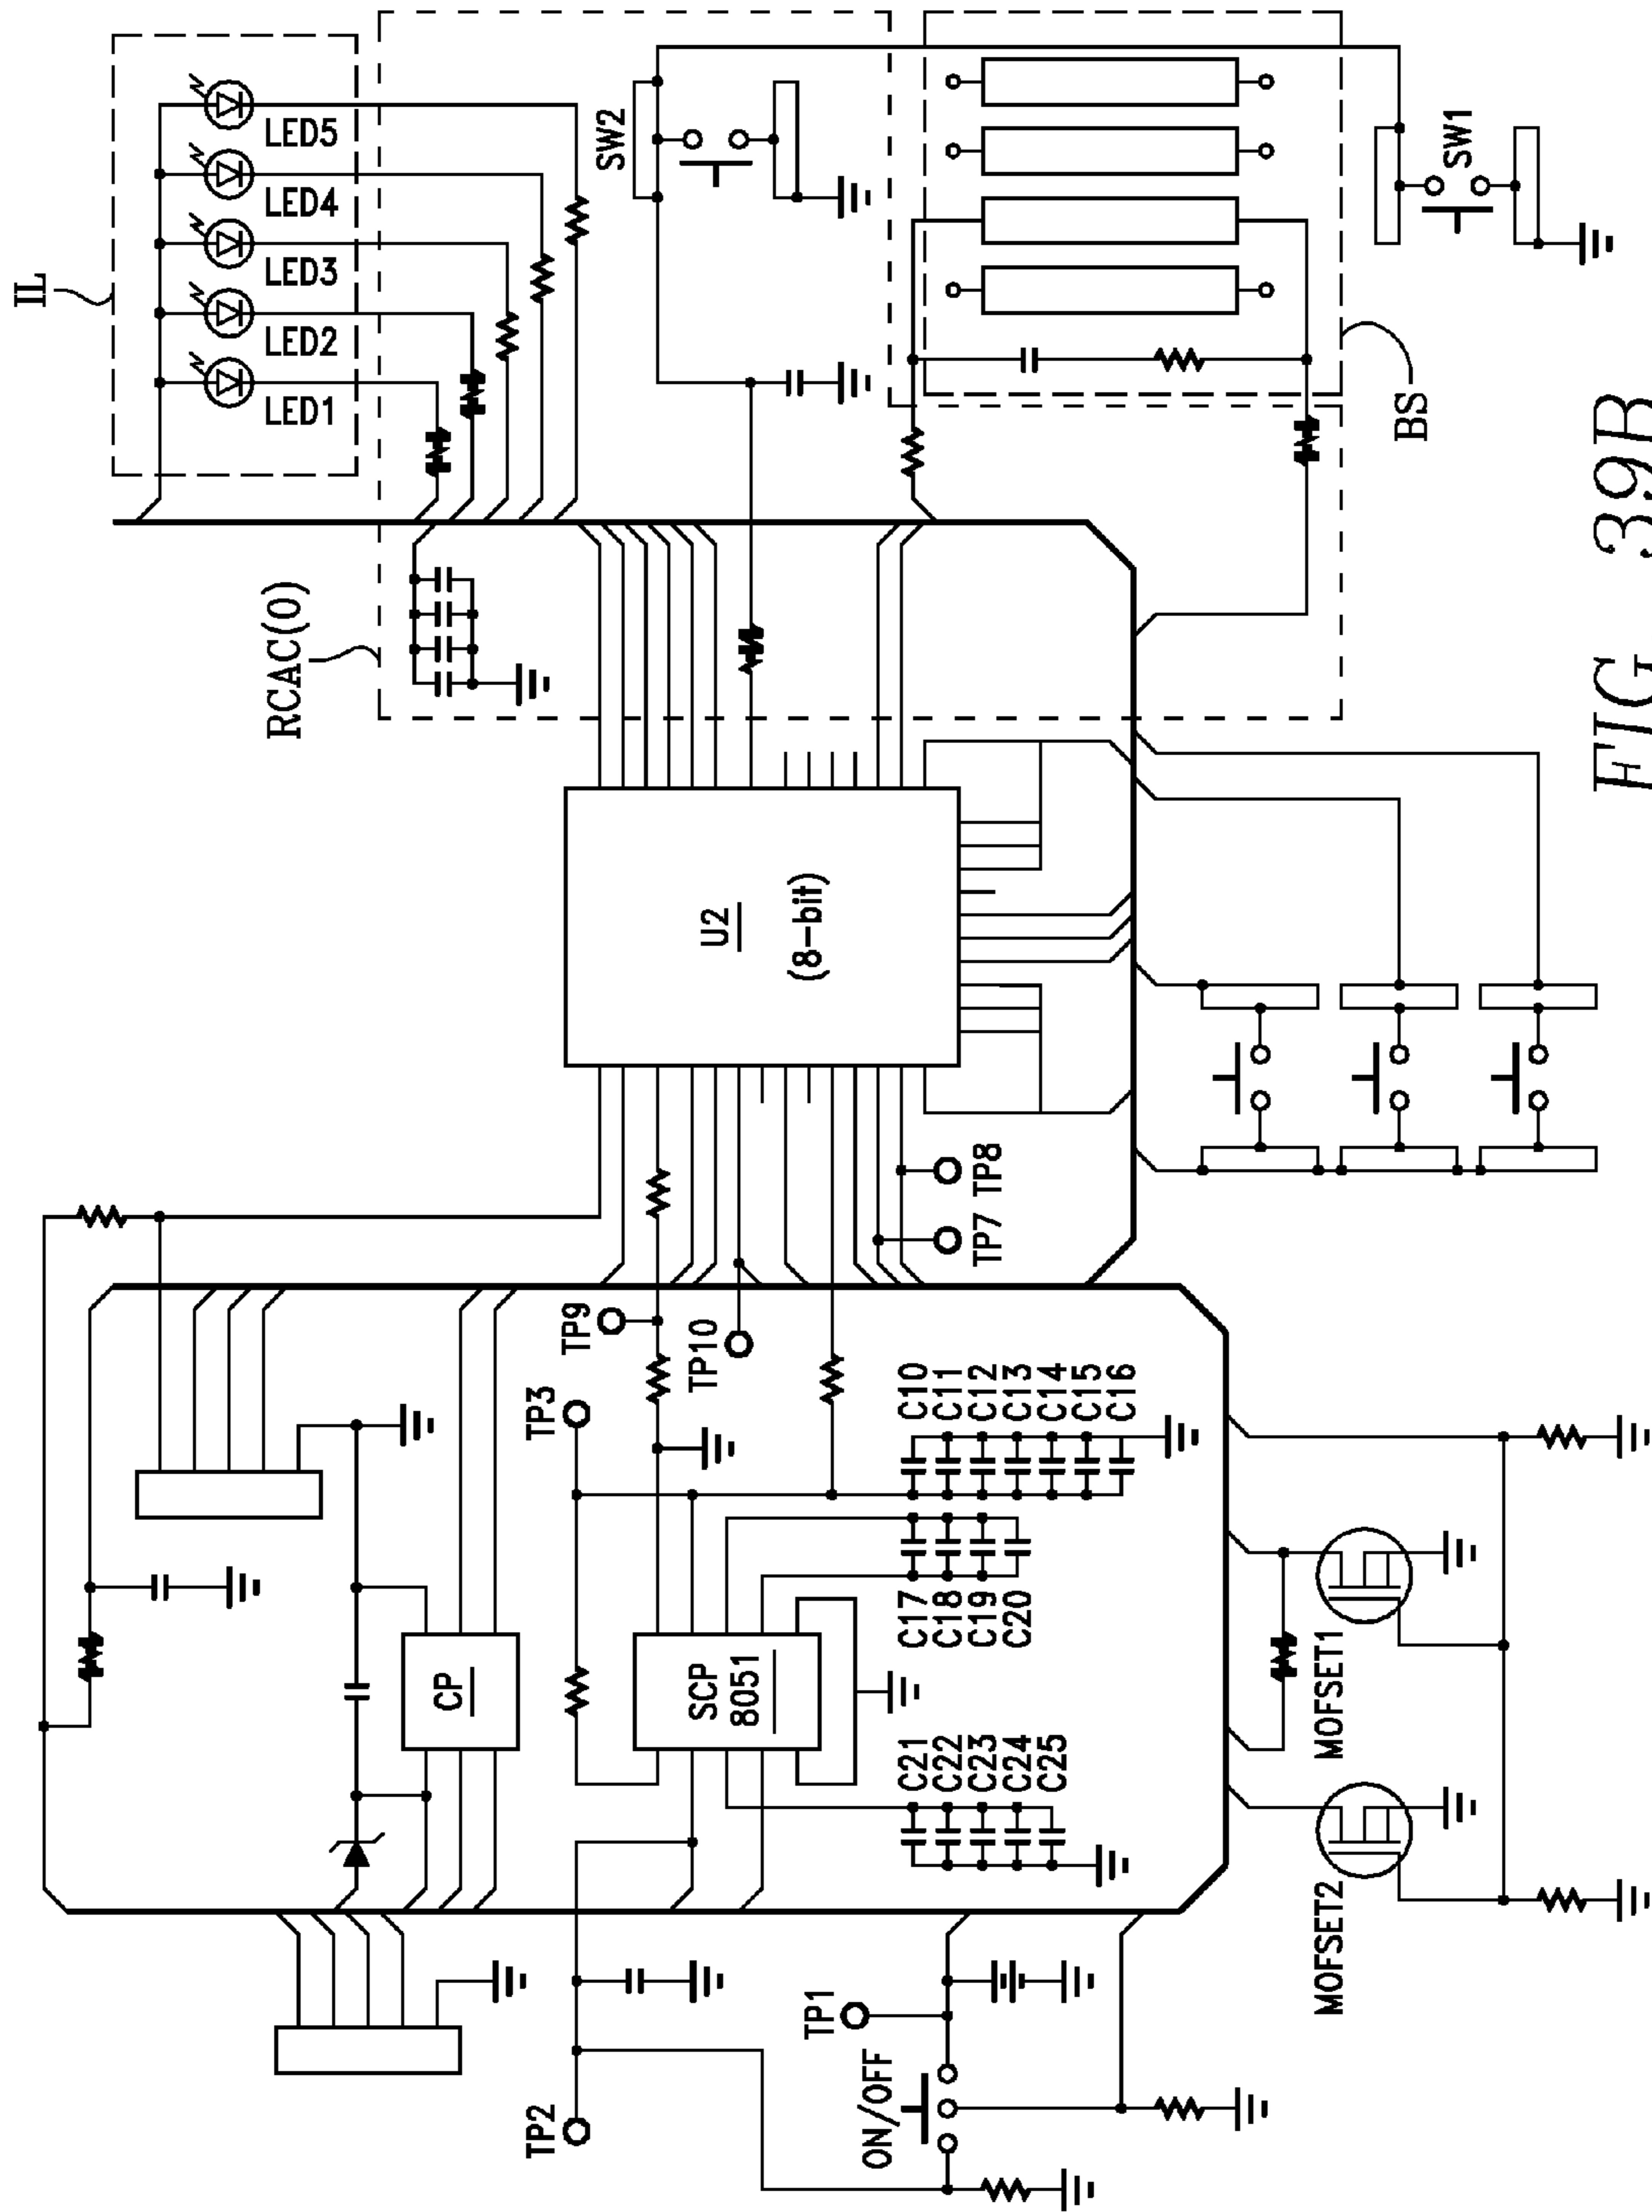 IL
LED1
LED2
LED3
LED4
LED5
RCAC(0)
SW2
SW1
BS
U2
(8-bit)
TP8
TP7
TP9
TP10
TP3
CP
SCP
8051
C10
C11
C12
C13
C14
C15
C16
C17
C18
C19
C20
C21
C22
C23
C24
C25
TP2
TP1
ON/OFF
MOFSET1
MOFSET2
FIG 39B